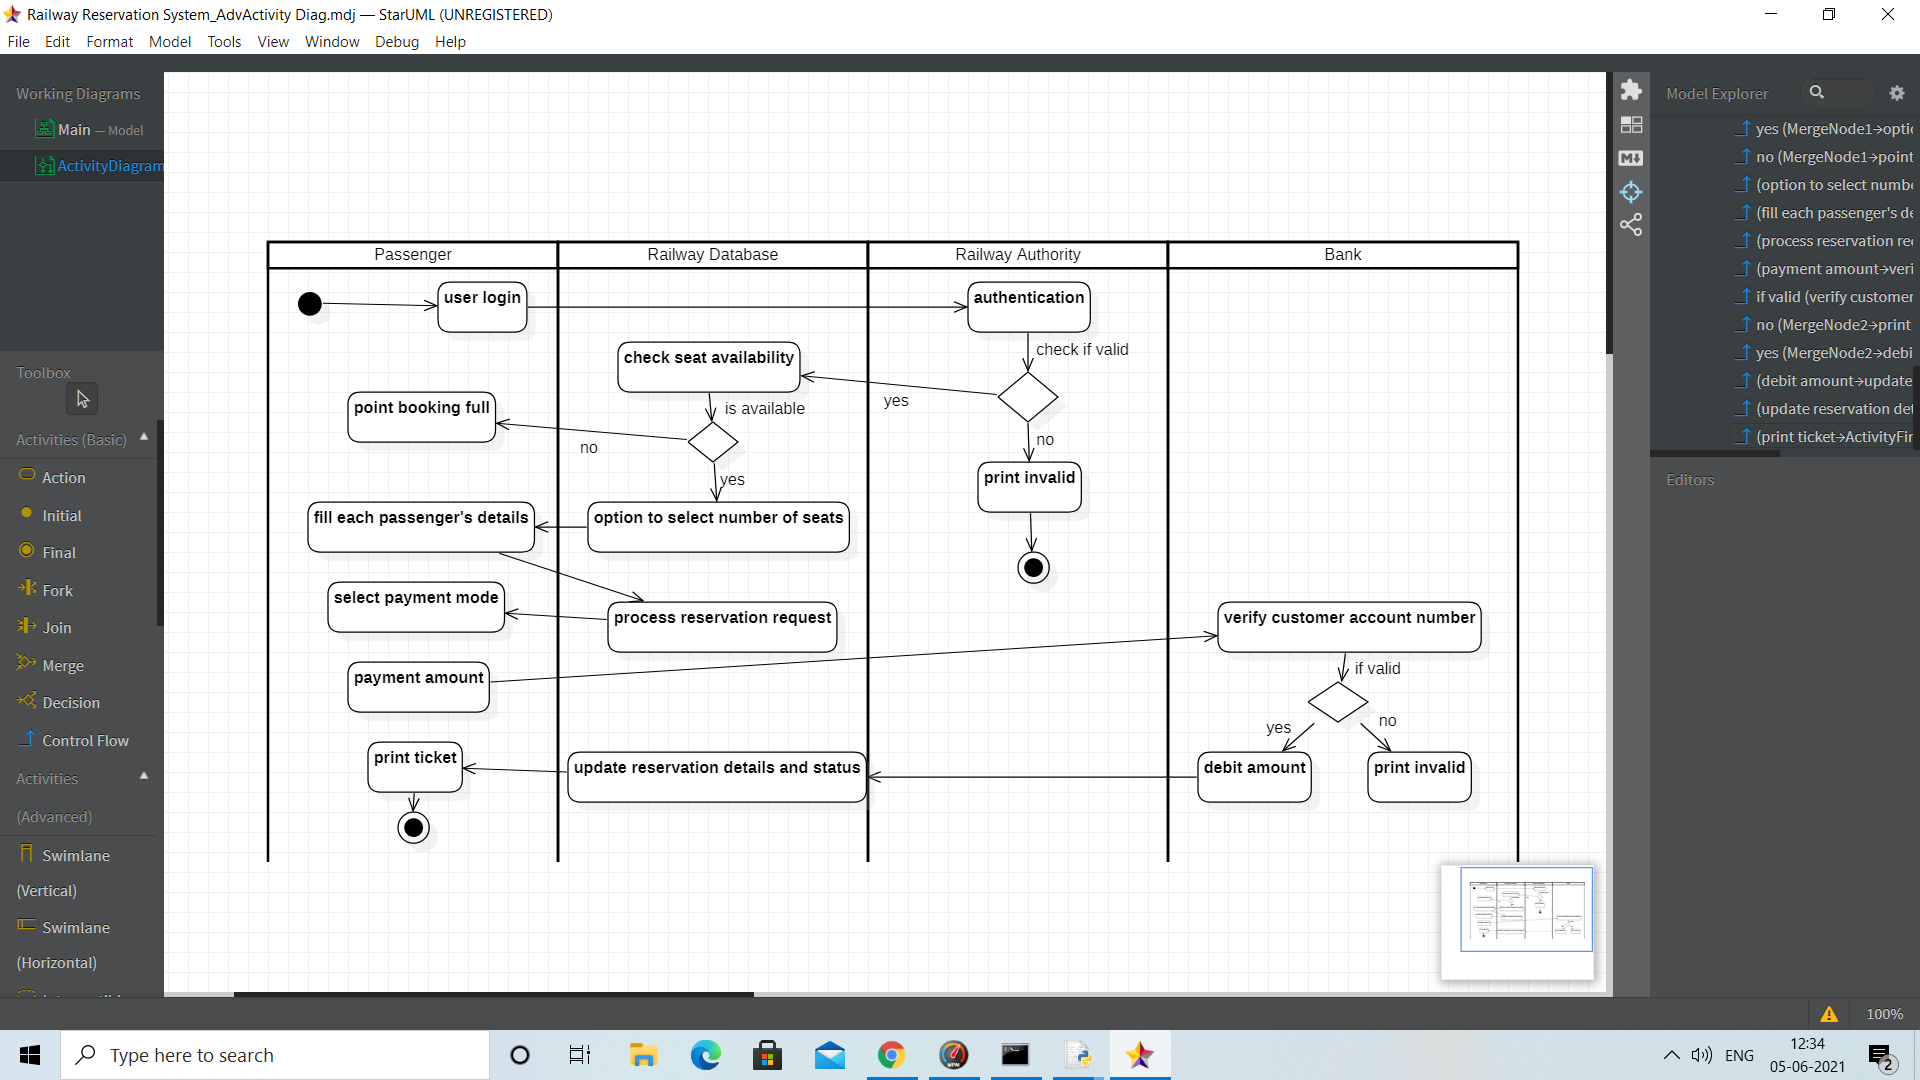 Railway Reservation System_AdvActivity Diag.mdj — StarUML (UNREGISTERED)
File Edit Format Model Tools View Window Debug Help
Working Diagrams
Main — Model
ActivityDiagram
Toolbox
Activities (Basic)
Action
Initial
Final
Fork
Join
Merge
Decision
Control Flow
Activities
(Advanced)
Swimlane
(Vertical)
Swimlane
(Horizontal)
Passenger Railway Database Railway Authority Bank
user login authentication
check if valid
check seat availability
yes
is available
point booking full
no
no
yes
print invalid
fill each passenger's details option to select number of seats
select payment mode
process reservation request verify customer account number
if valid
payment amount
yes no
print ticket update reservation details and status debit amount print invalid
Model Explorer
yes (MergeNode1→optic
no (MergeNode1→point
(option to select numbe
(fill each passenger's de
(process reservation rec
(payment amount→veri
if valid (verify customer
no (MergeNode2→print
yes (MergeNode2→debi
(debit amount→update
(update reservation det
(print ticket→ActivityFin
Editors
100%
Type here to search
ENG
12:34
05-06-2021
2